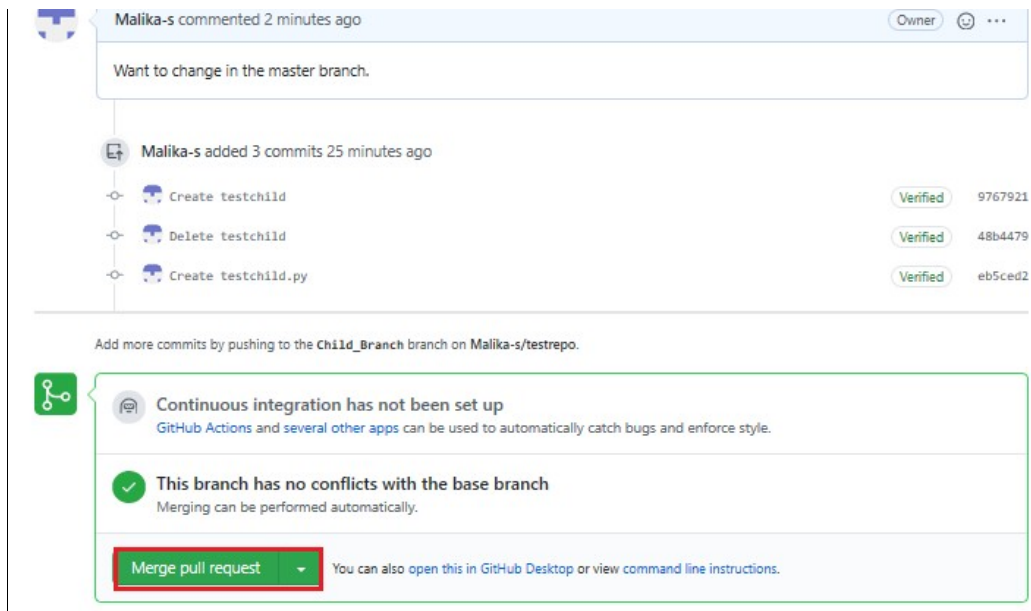 Malika-s commented 2 minutes ago Owner
Want to change in the master branch.
Malika-s added 3 commits 25 minutes ago
Create testchild Verified 9767921
Delete testchild Verified 48b4479
Create testchild.py Verified eb5ced2
Add more commits by pushing to the Child_Branch branch on Malika-s/testrepo.
Continuous integration has not been set up
GitHub Actions and several other apps can be used to automatically catch bugs and enforce style.
This branch has no conflicts with the base branch
Merging can be performed automatically.
Merge pull request You can also open this in GitHub Desktop or view command line instructions.